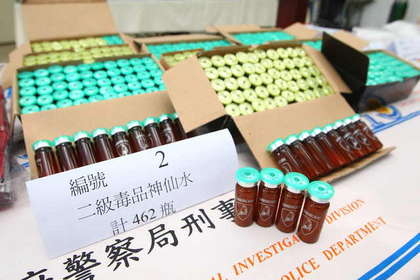 編號 2
二級毒品神仙水
計 462 瓶
警察局刑事
INVESTIGATION DIVISION
POLICE DEPARTMENT